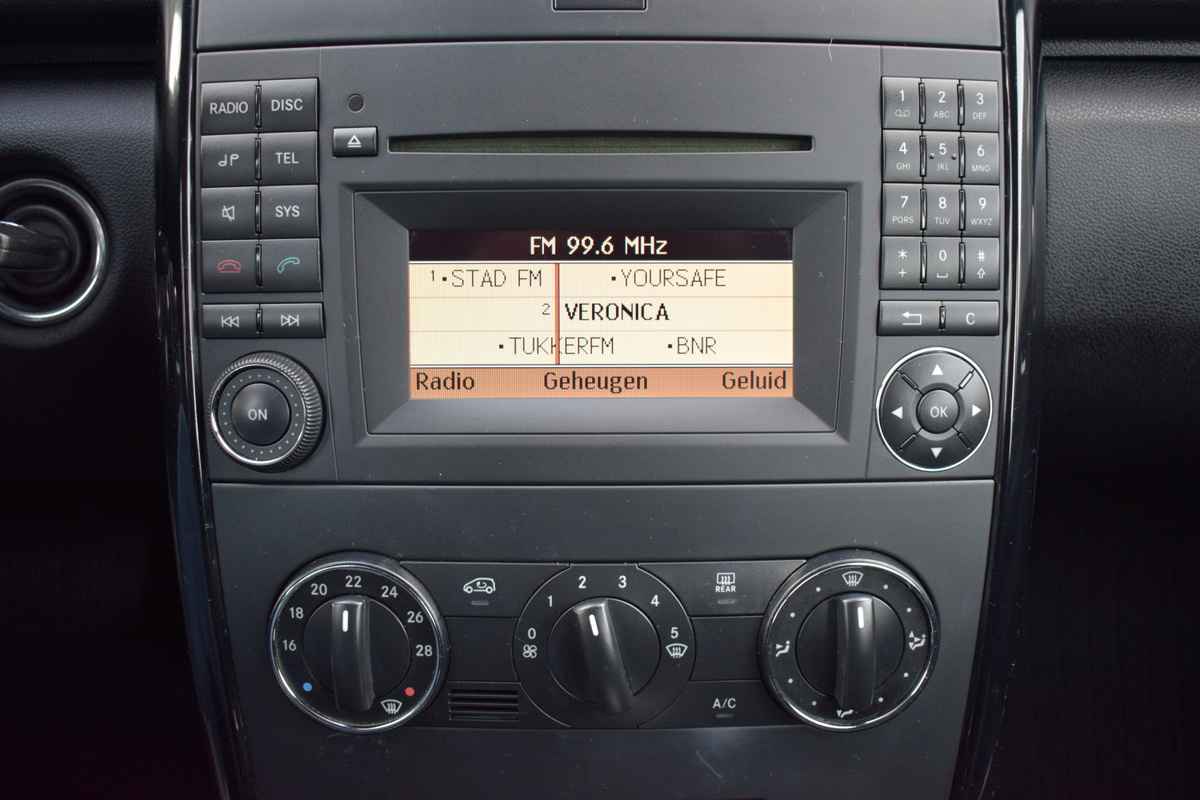 RADIO DISC
TEL
SYS
ON
FM 99.6 MHz
1 • STAD FM • YOURSAFE
2 VERONICA
• TUKKERFM • BNR
Radio Geheugen Geluid
1 2 3
ABC DEF
4 5 6
GHI JKL MNO
7 8 9
PQRS TUV WXYZ
* 0 #
+
C
OK
16 18 20 22 24 26 28
0 1 2 3 4 5
REAR
A/C